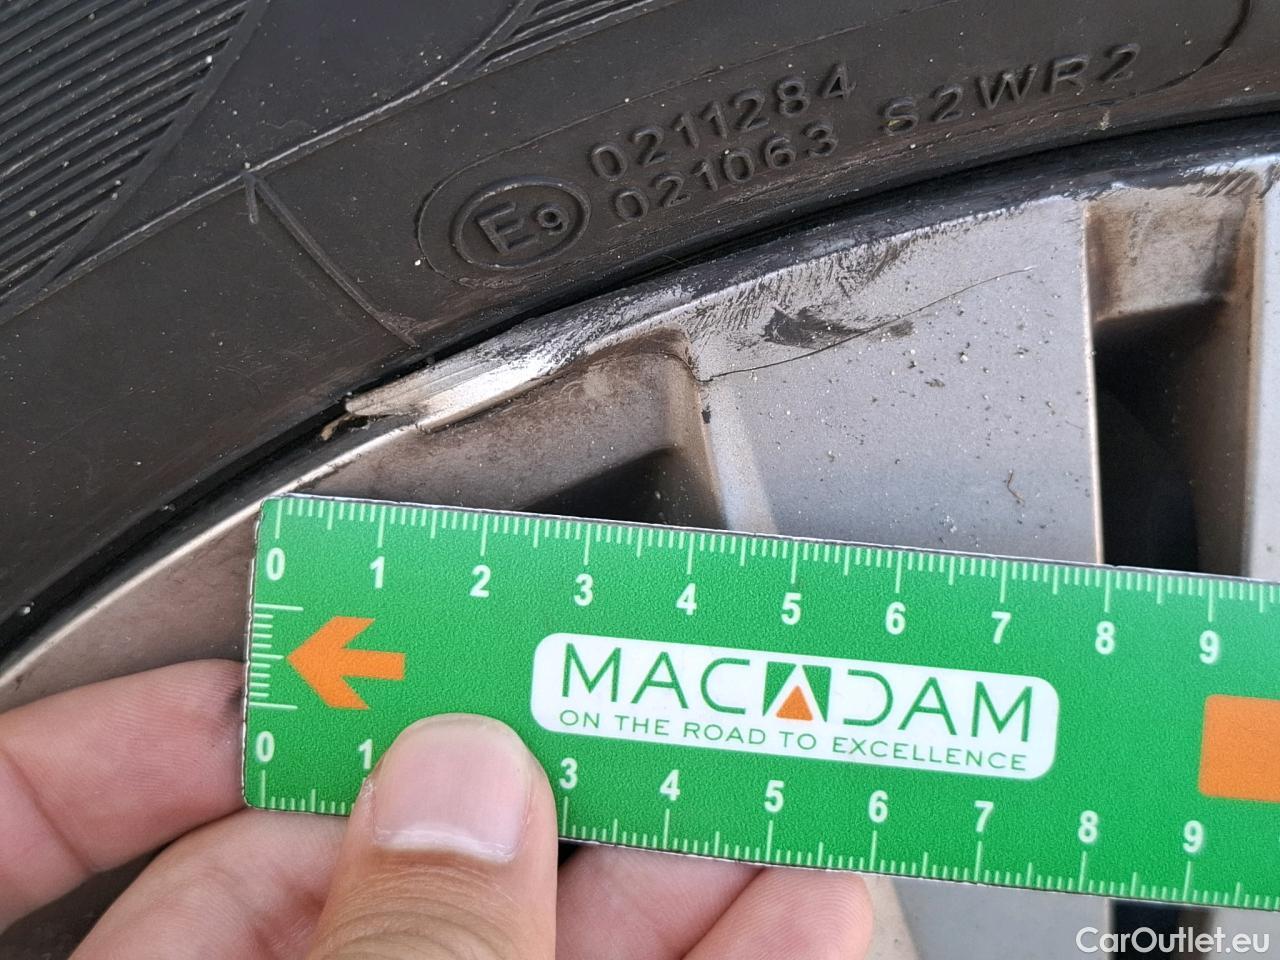 0211284
E9 021063 S2WR2
0 1 2 3 4 5 6 7 8 9
MACADAM
ON THE ROAD TO EXCELLENCE
0 1 3 4 5 6 7 8 9
CarOutlet.eu